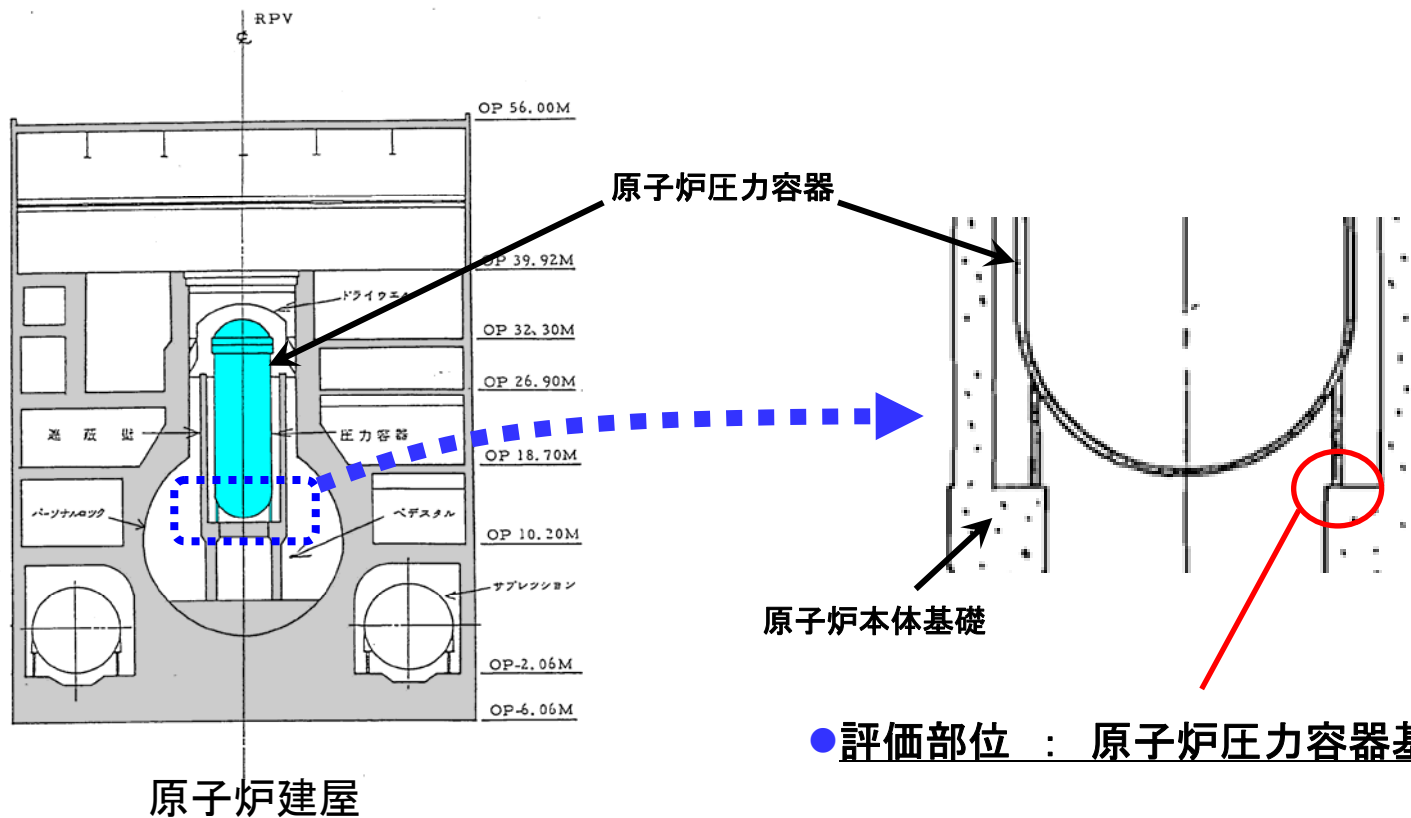 RPV
℄
OP 56.00M
原子炉圧力容器
OP 39.92M
ドライウエル
OP 32.30M
OP 26.90M
遮蔽壁
圧力容器
OP 18.70M
パーソナルロック
ペデスタル
OP 10.20M
サプレッション
原子炉本体基礎
OP-2.06M
OP-6.06M
●評価部位 : 原子炉圧力容器基
原子炉建屋